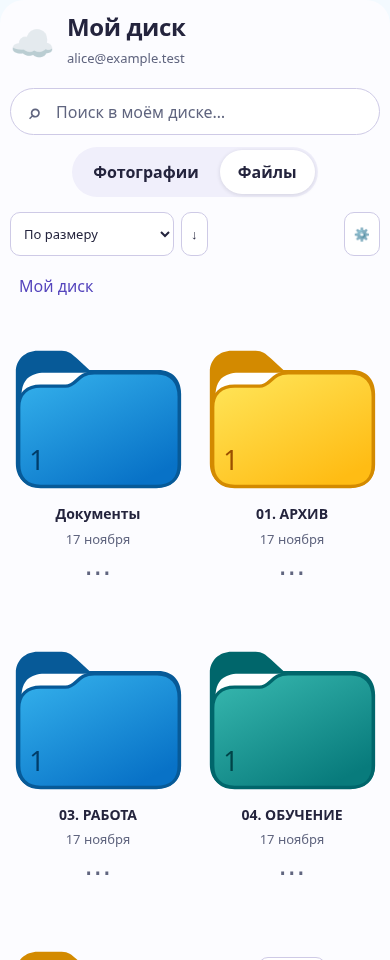 Мой диск
alice@example.test
Поиск в моём диске...
Фотографии
Файлы
По размеру
↓
Мой диск
1
1
Документы
01. АРХИВ
17 ноября
17 ноября
...
...
1
1
03. РАБОТА
04. ОБУЧЕНИЕ
17 ноября
17 ноября
...
...